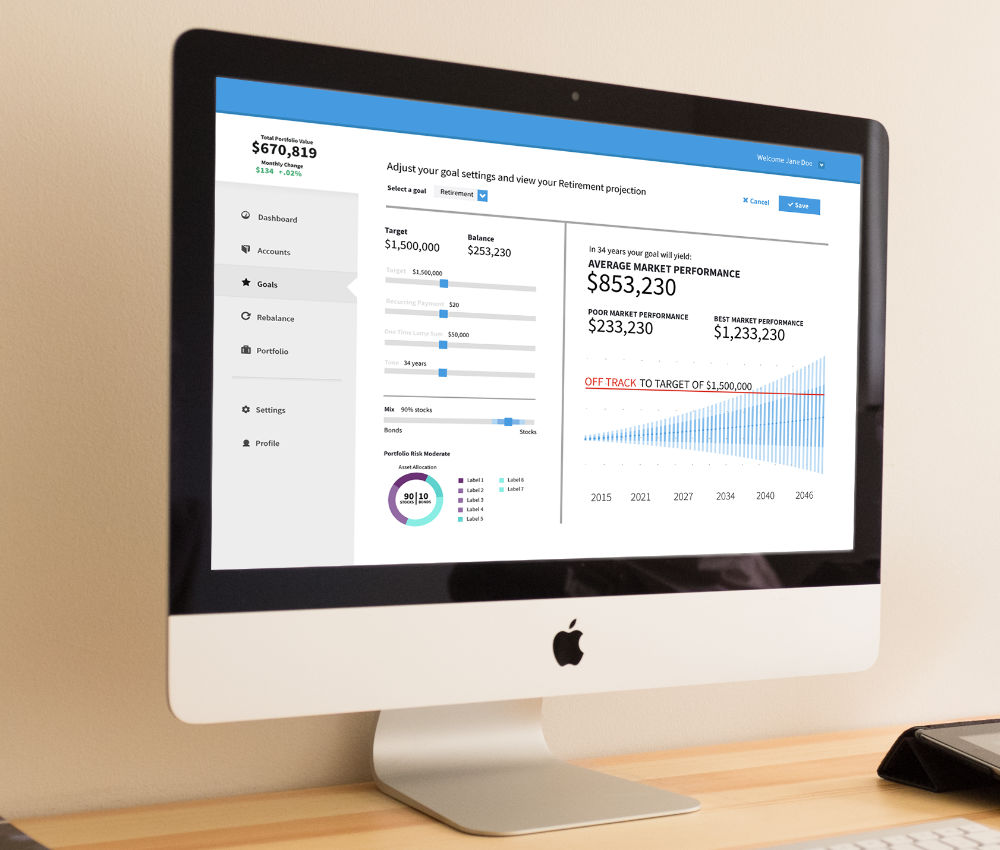 Welcome Jane Doe
Total Portfolio Value
$670,819
Monthly Change
$134 +.02%
Dashboard
Accounts
Goals
Rebalance
Portfolio
Settings
Profile
Adjust your goal settings and view your Retirement projection
Select a goal Retirement
Cancel Save
Target Balance
$1,500,000 $253,230
Target $1,500,000
Recurring Payment $20
One Time Lump Sum $50,000
Time 34 years
Mix 90% stocks
Bonds Stocks
Portfolio Risk Moderate
Asset Allocation
90 10
STOCKS BONDS
Label 1 Label 6
Label 2 Label 7
Label 3
Label 4
Label 5
In 34 years your goal will yield:
AVERAGE MARKET PERFORMANCE
$853,230
POOR MARKET PERFORMANCE BEST MARKET PERFORMANCE
$233,230 $1,233,230
OFF TRACK TO TARGET OF $1,500,000
2015 2021 2027 2034 2040 2046